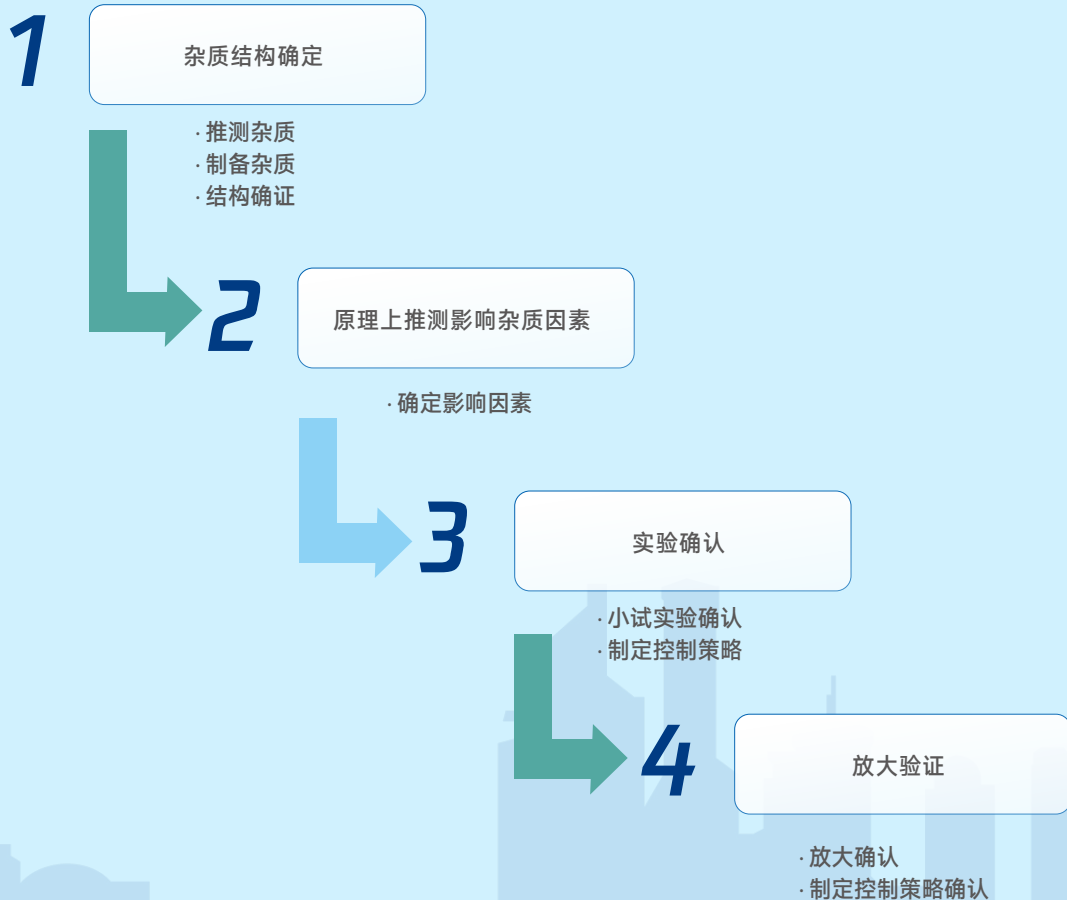 1
杂质结构确定
· 推测杂质
· 制备杂质
· 结构确证
2
原理上推测影响杂质因素
· 确定影响因素
3
实验确认
· 小试实验确认
· 制定控制策略
4
放大验证
· 放大确认
· 制定控制策略确认